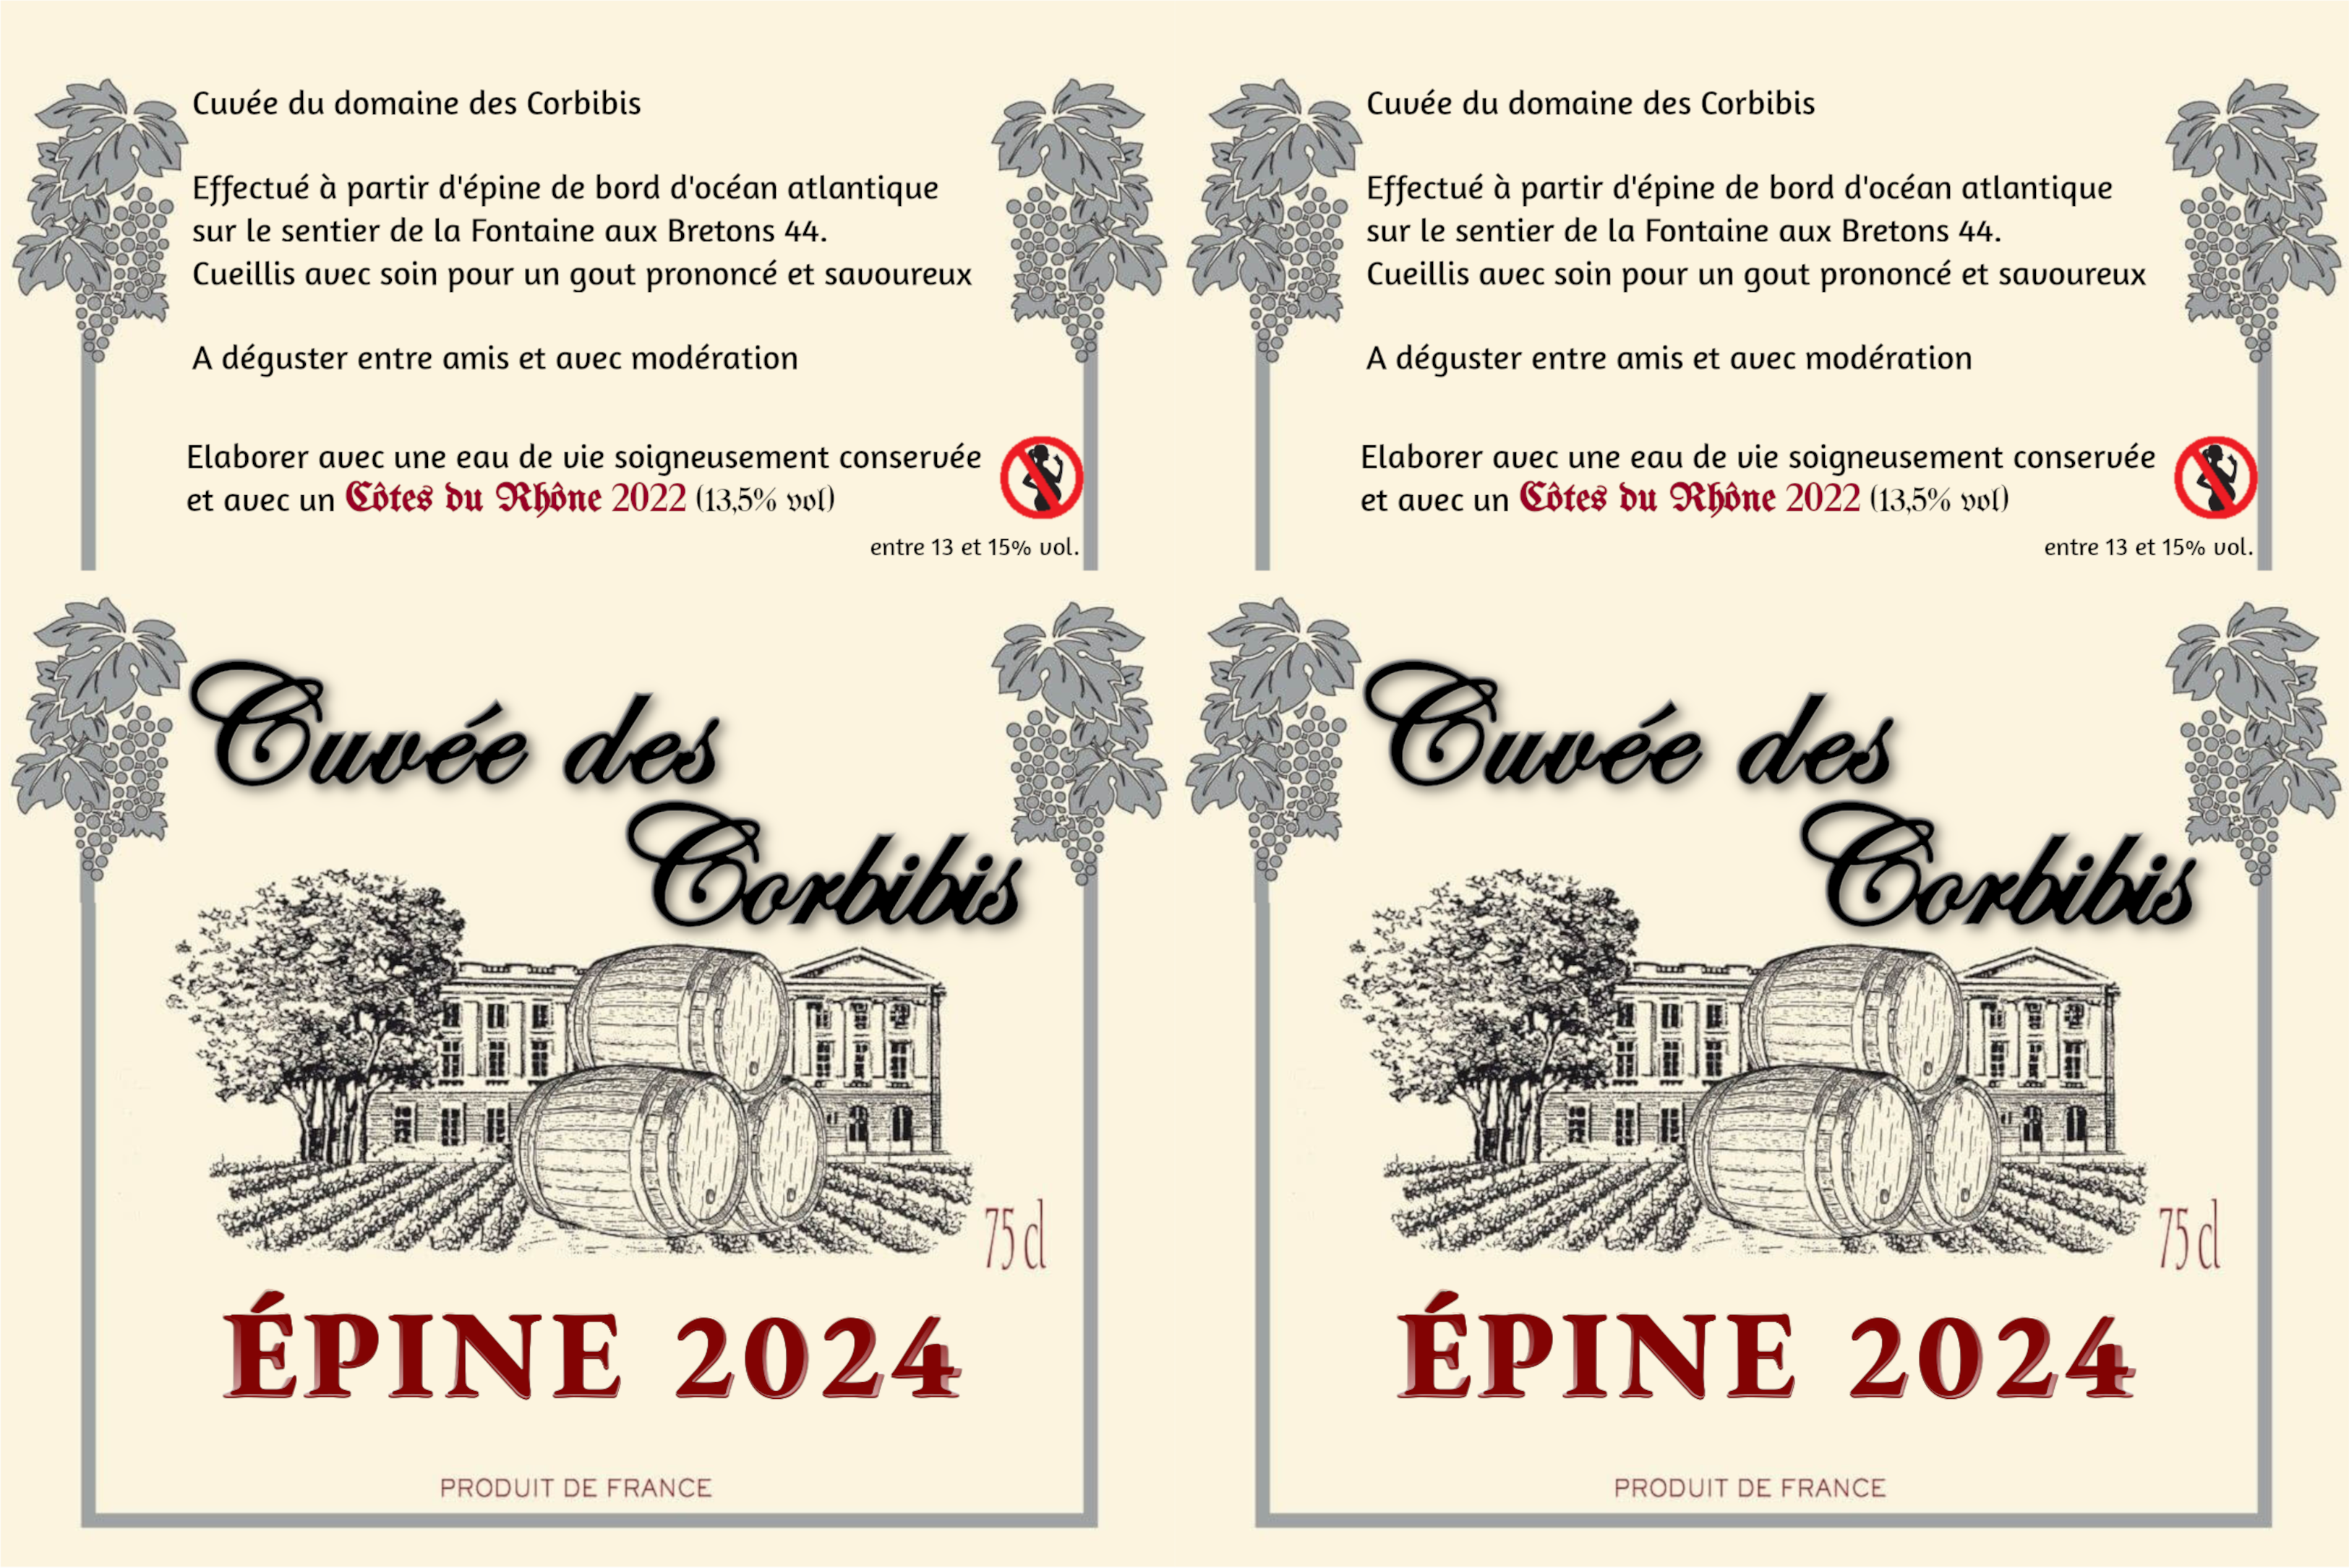 Cuvée du domaine des Corbibis
Effectué à partir d'épine de bord d'océan atlantique
sur le sentier de la Fontaine aux Bretons 44.
Cueillis avec soin pour un gout prononcé et savoureux
A déguster entre amis et avec modération
Elaborer avec une eau de vie soigneusement conservée
et avec un Côtes du Rhône 2022 (13,5% vol)
entre 13 et 15% vol.
Cuvée des
Corbibis
75 cl
ÉPINE 2024
PRODUIT DE FRANCE
Cuvée du domaine des Corbibis
Effectué à partir d'épine de bord d'océan atlantique
sur le sentier de la Fontaine aux Bretons 44.
Cueillis avec soin pour un gout prononcé et savoureux
A déguster entre amis et avec modération
Elaborer avec une eau de vie soigneusement conservée
et avec un Côtes du Rhône 2022 (13,5% vol)
entre 13 et 15% vol.
Cuvée des
Corbibis
75 cl
ÉPINE 2024
PRODUIT DE FRANCE